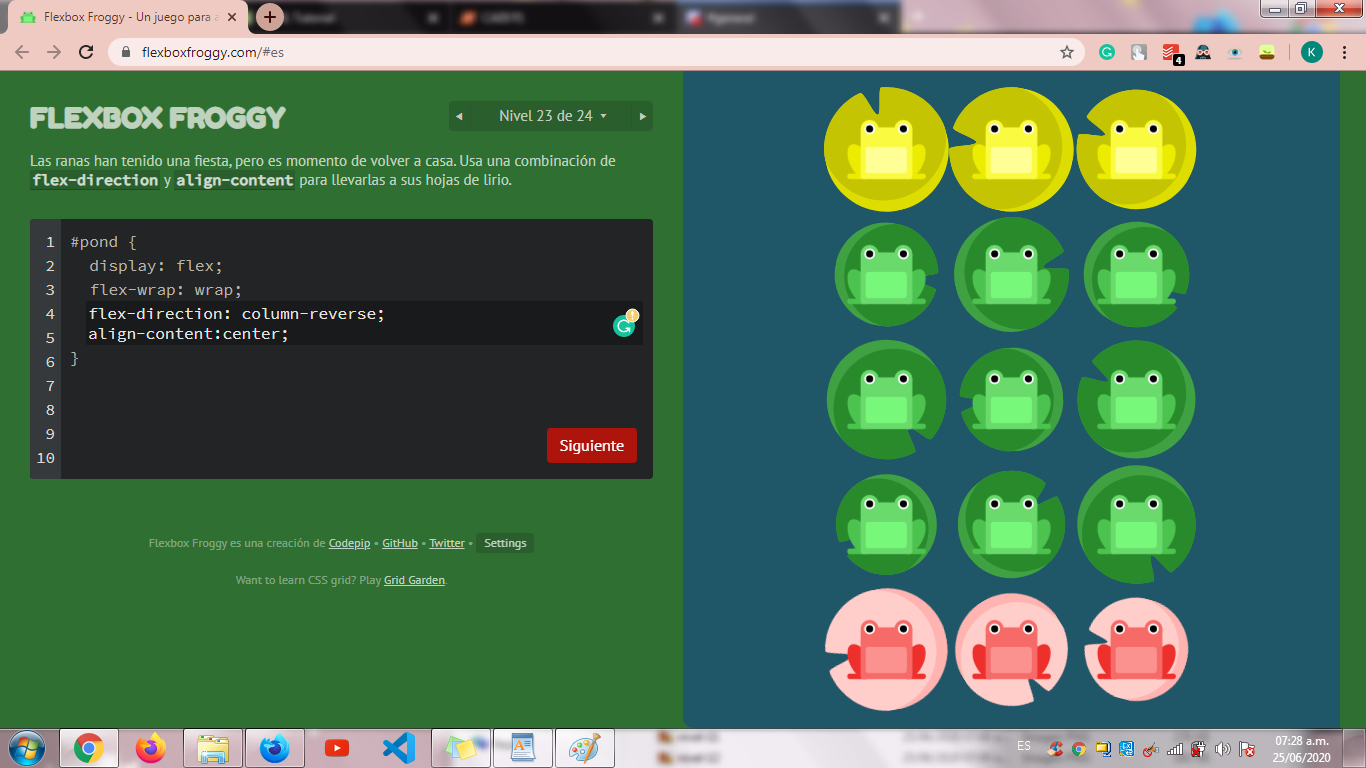 Flexbox Froggy - Un juego para a
Tutorial
flexboxfroggy.com/#es
4
K
FLEXBOX FROGGY
Nivel 23 de 24
Las ranas han tenido una fiesta, pero es momento de volver a casa. Usa una combinación de
flex-direction y align-content para llevarlas a sus hojas de lirio.
1 #pond {
2 display: flex;
3 flex-wrap: wrap;
4 flex-direction: column-reverse;
5 align-content:center;
6 }
7
8
9
10
Siguiente
Flexbox Froggy es una creación de Codepip • GitHub • Twitter • Settings
Want to learn CSS grid? Play Grid Garden.
ES
07:28 a.m.
25/06/2020